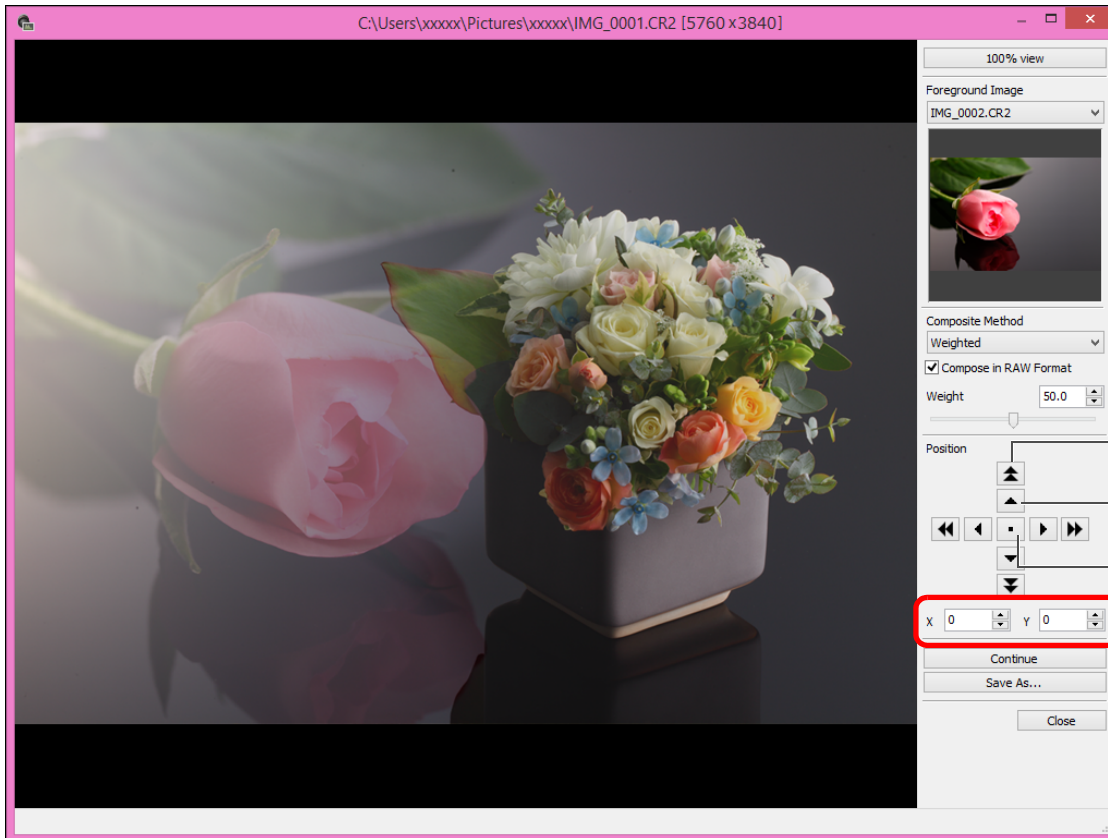 C:\Users\xxxxx\Pictures\xxxxx\IMG_0001.CR2 [5760 x3840]
100% view
Foreground Image
IMG_0002.CR2
Composite Method
Weighted
Compose in RAW Format
Weight 50.0
Position
X 0 Y 0
Continue
Save As...
Close